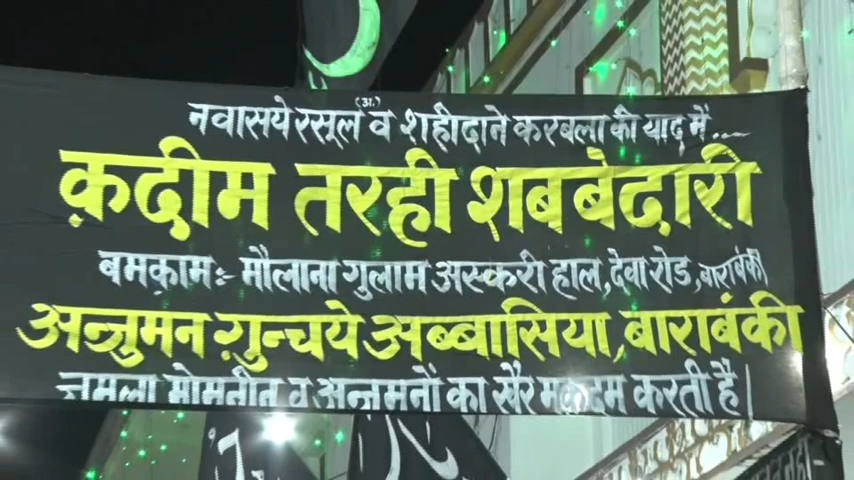 नवासये रसूल (अ.) व शहीदाने करबला की याद में.....
क़दीम तरही शबबेदारी
बमक़ाम :- मौलाना गुलाम अस्करी हाल, देवा रोड, बाराबंकी
अन्जुमन गुन्चये अब्बासिया, बाराबंकी
जुमला मोमनीन व अन्जुमनों का ख़ैर मक़दम करती है।